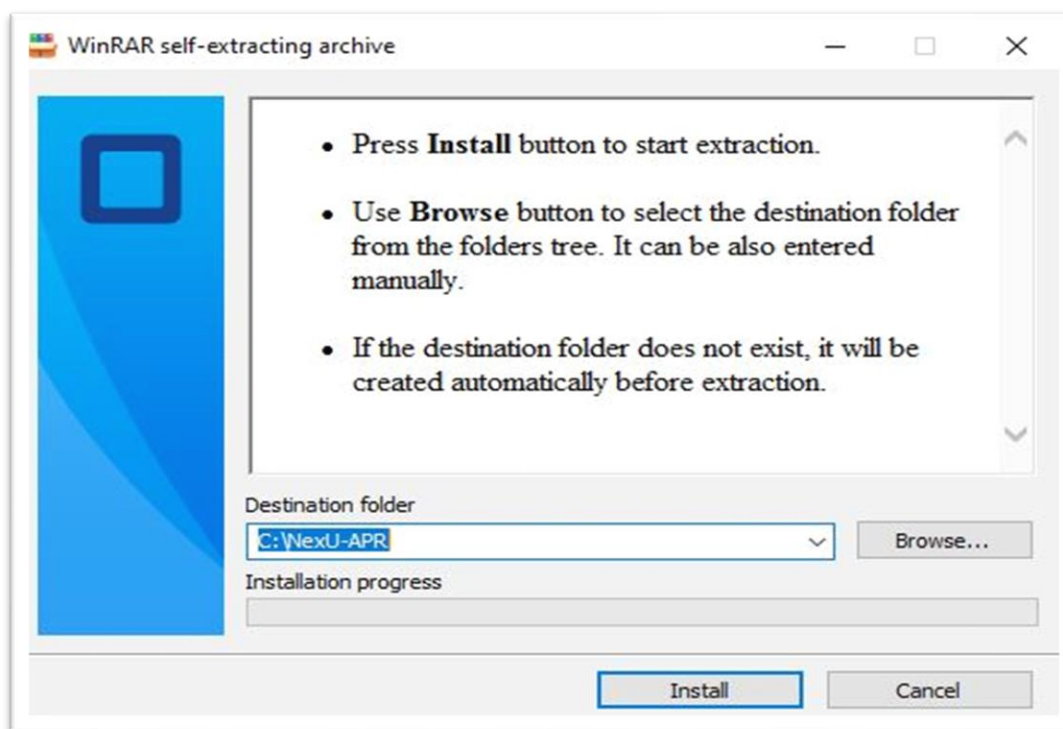 WinRAR self-extracting archive
• Press Install button to start extraction.
• Use Browse button to select the destination folder
from the folders tree. It can be also entered
manually.
• If the destination folder does not exist, it will be
created automatically before extraction.
Destination folder
C:\NexU-APR
Browse...
Installation progress
Install
Cancel